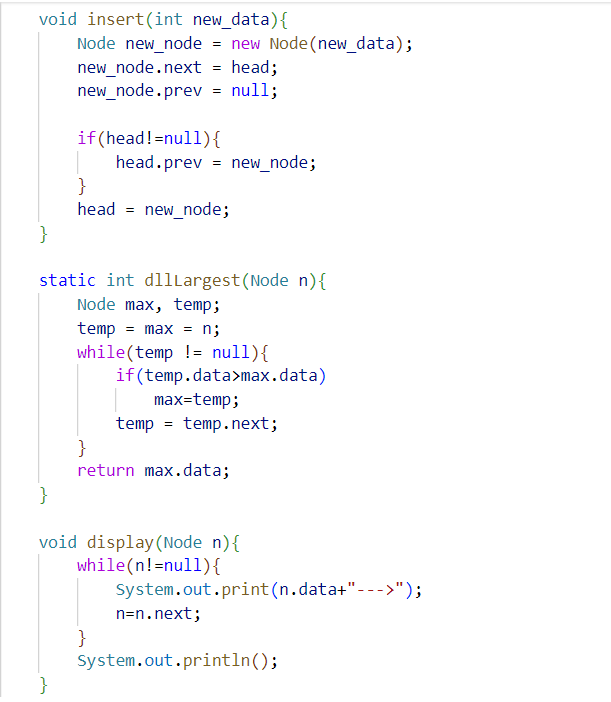 void insert(int new_data){
    Node new_node = new Node(new_data);
    new_node.next = head;
    new_node.prev = null;

    if(head!=null){
        head.prev = new_node;
    }
    head = new_node;
}

static int dllLargest(Node n){
    Node max, temp;
    temp = max = n;
    while(temp != null){
        if(temp.data>max.data)
            max=temp;
        temp = temp.next;
    }
    return max.data;
}

void display(Node n){
    while(n!=null){
        System.out.print(n.data+"--->");
        n=n.next;
    }
    System.out.println();
}